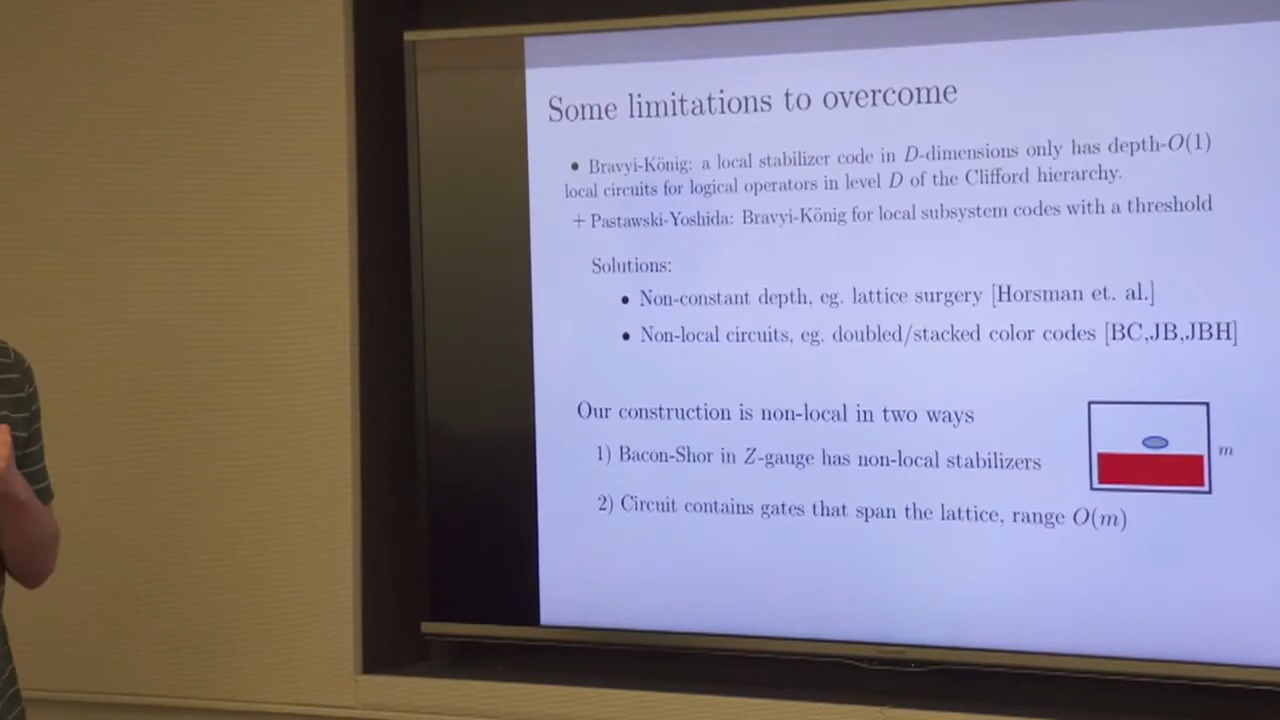 Some limitations to overcome
• Bravyi-König: a local stabilizer code in D-dimensions only has depth-O(1)
local circuits for logical operators in level D of the Clifford hierarchy.
+ Pastawski-Yoshida: Bravyi-König for local subsystem codes with a threshold
Solutions:
• Non-constant depth, eg. lattice surgery [Horsman et. al.]
• Non-local circuits, eg. doubled/stacked color codes [BC,JB,JBH]
Our construction is non-local in two ways
1) Bacon-Shor in Z-gauge has non-local stabilizers
m
2) Circuit contains gates that span the lattice, range O(m)